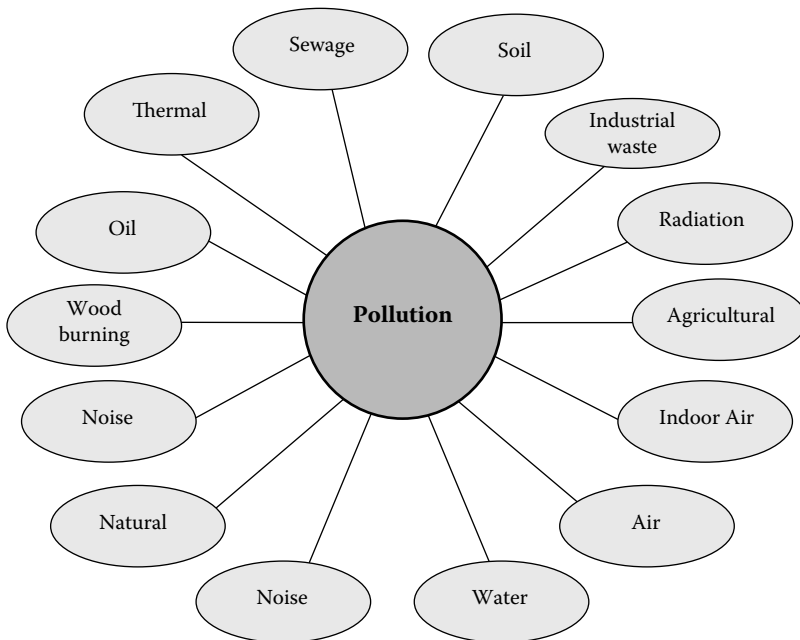 Sewage
Soil
Thermal
Industrial
waste
Oil
Radiation
Wood
burning
Pollution
Agricultural
Noise
Indoor Air
Natural
Air
Noise
Water